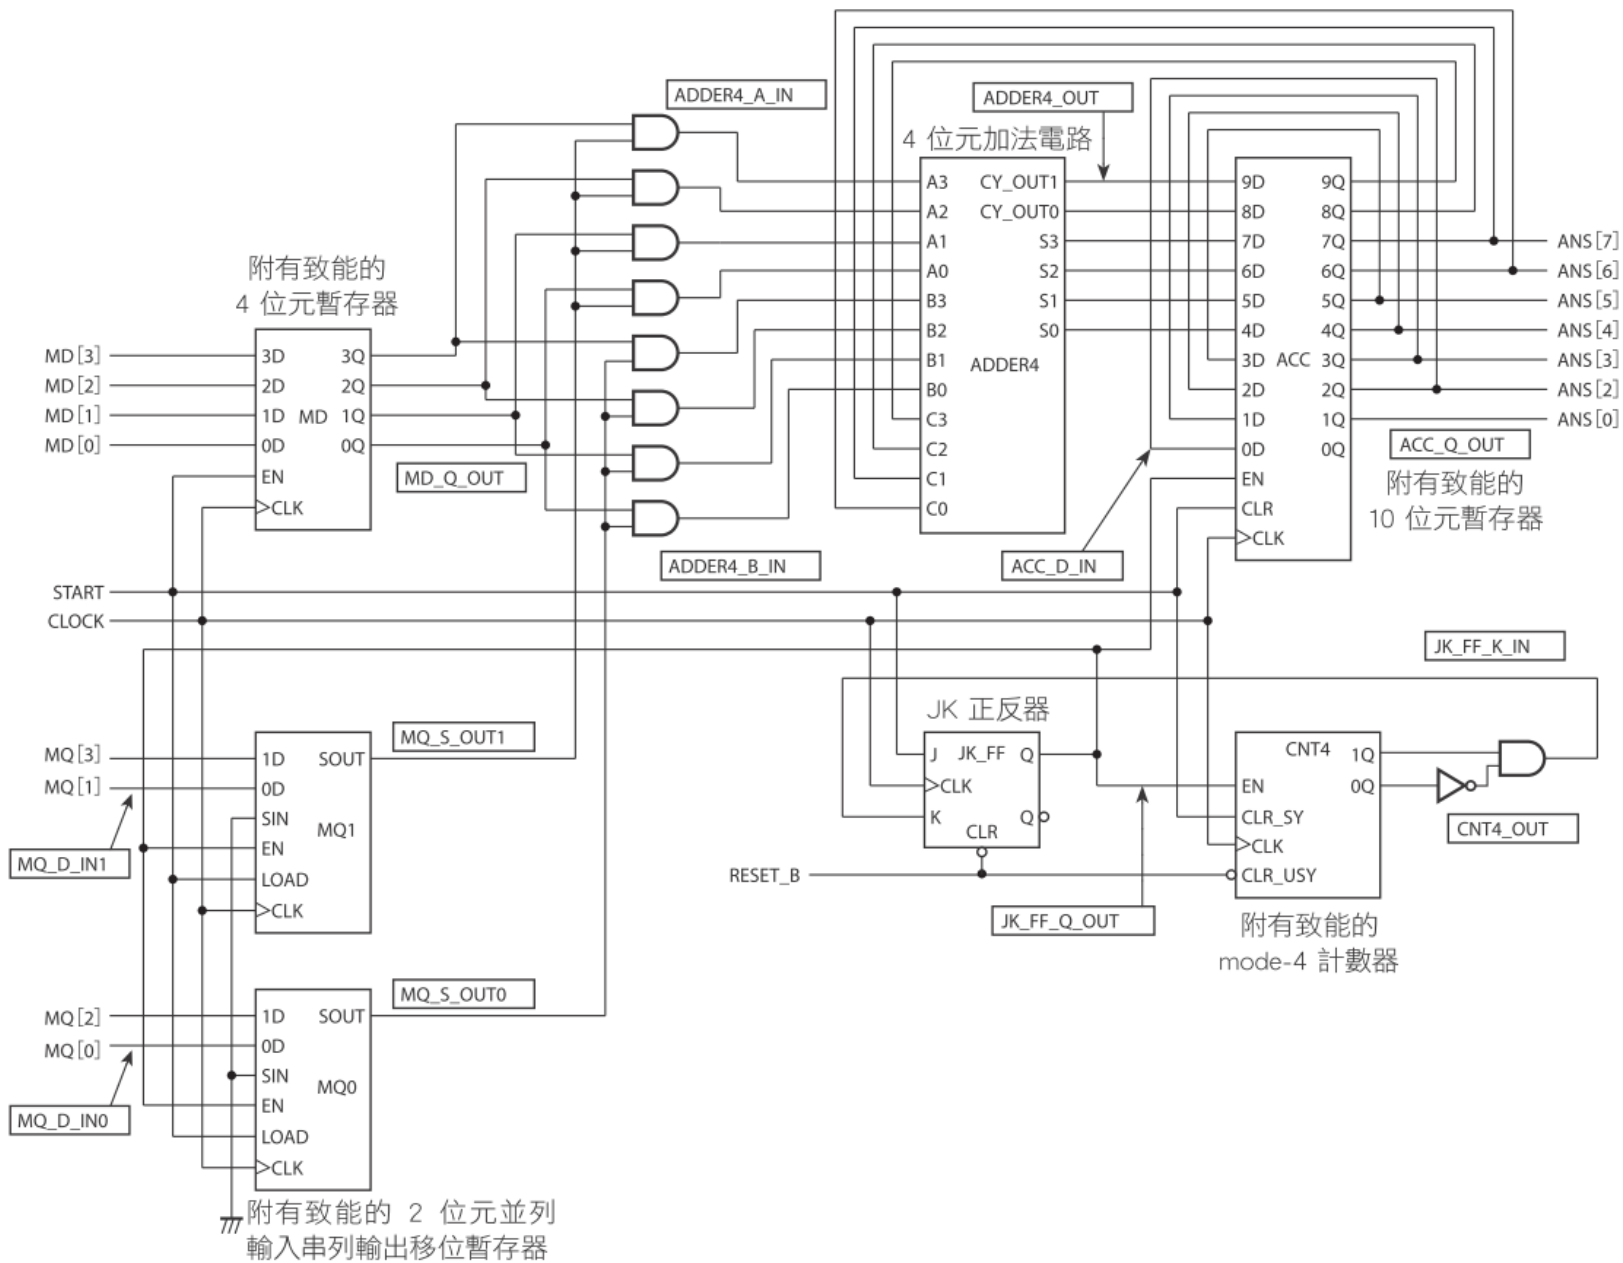 ADDER4_A_IN
ADDER4_OUT
4 位元加法電路
A3 CY_OUT1
A2 CY_OUT0
A1 S3
A0 S2
B3 S1
B2 S0
B1 ADDER4
B0
C3
C2
C1
C0
9D 9Q
8D 8Q
7D 7Q ANS[7]
6D 6Q ANS[6]
5D 5Q ANS[5]
4D 4Q ANS[4]
3D ACC 3Q ANS[3]
2D 2Q ANS[2]
1D 1Q ANS[0]
0D 0Q
EN
CLR
CLK
ACC_Q_OUT
附有致能的
10 位元暫存器
附有致能的
4 位元暫存器
MD[3] 3D 3Q
MD[2] 2D 2Q
MD[1] 1D MD 1Q
MD[0] 0D 0Q
EN
CLK
MD_Q_OUT
ADDER4_B_IN
ACC_D_IN
START
CLOCK
JK_FF_K_IN
MQ_S_OUT1
MQ[3] 1D SOUT
MQ[1] 0D
SIN
MQ1
EN
LOAD
CLK
MQ_D_IN1
JK 正反器
J JK_FF Q
CLK
K Q
CLR
RESET_B
JK_FF_Q_OUT
CNT4 1Q
EN 0Q
CLR_SY
CLK
CLR_USY
CNT4_OUT
附有致能的
mode-4 計數器
MQ_S_OUT0
MQ[2] 1D SOUT
MQ[0] 0D
SIN
MQ0
EN
LOAD
CLK
MQ_D_IN0
附有致能的 2 位元並列
輸入串列輸出移位暫存器